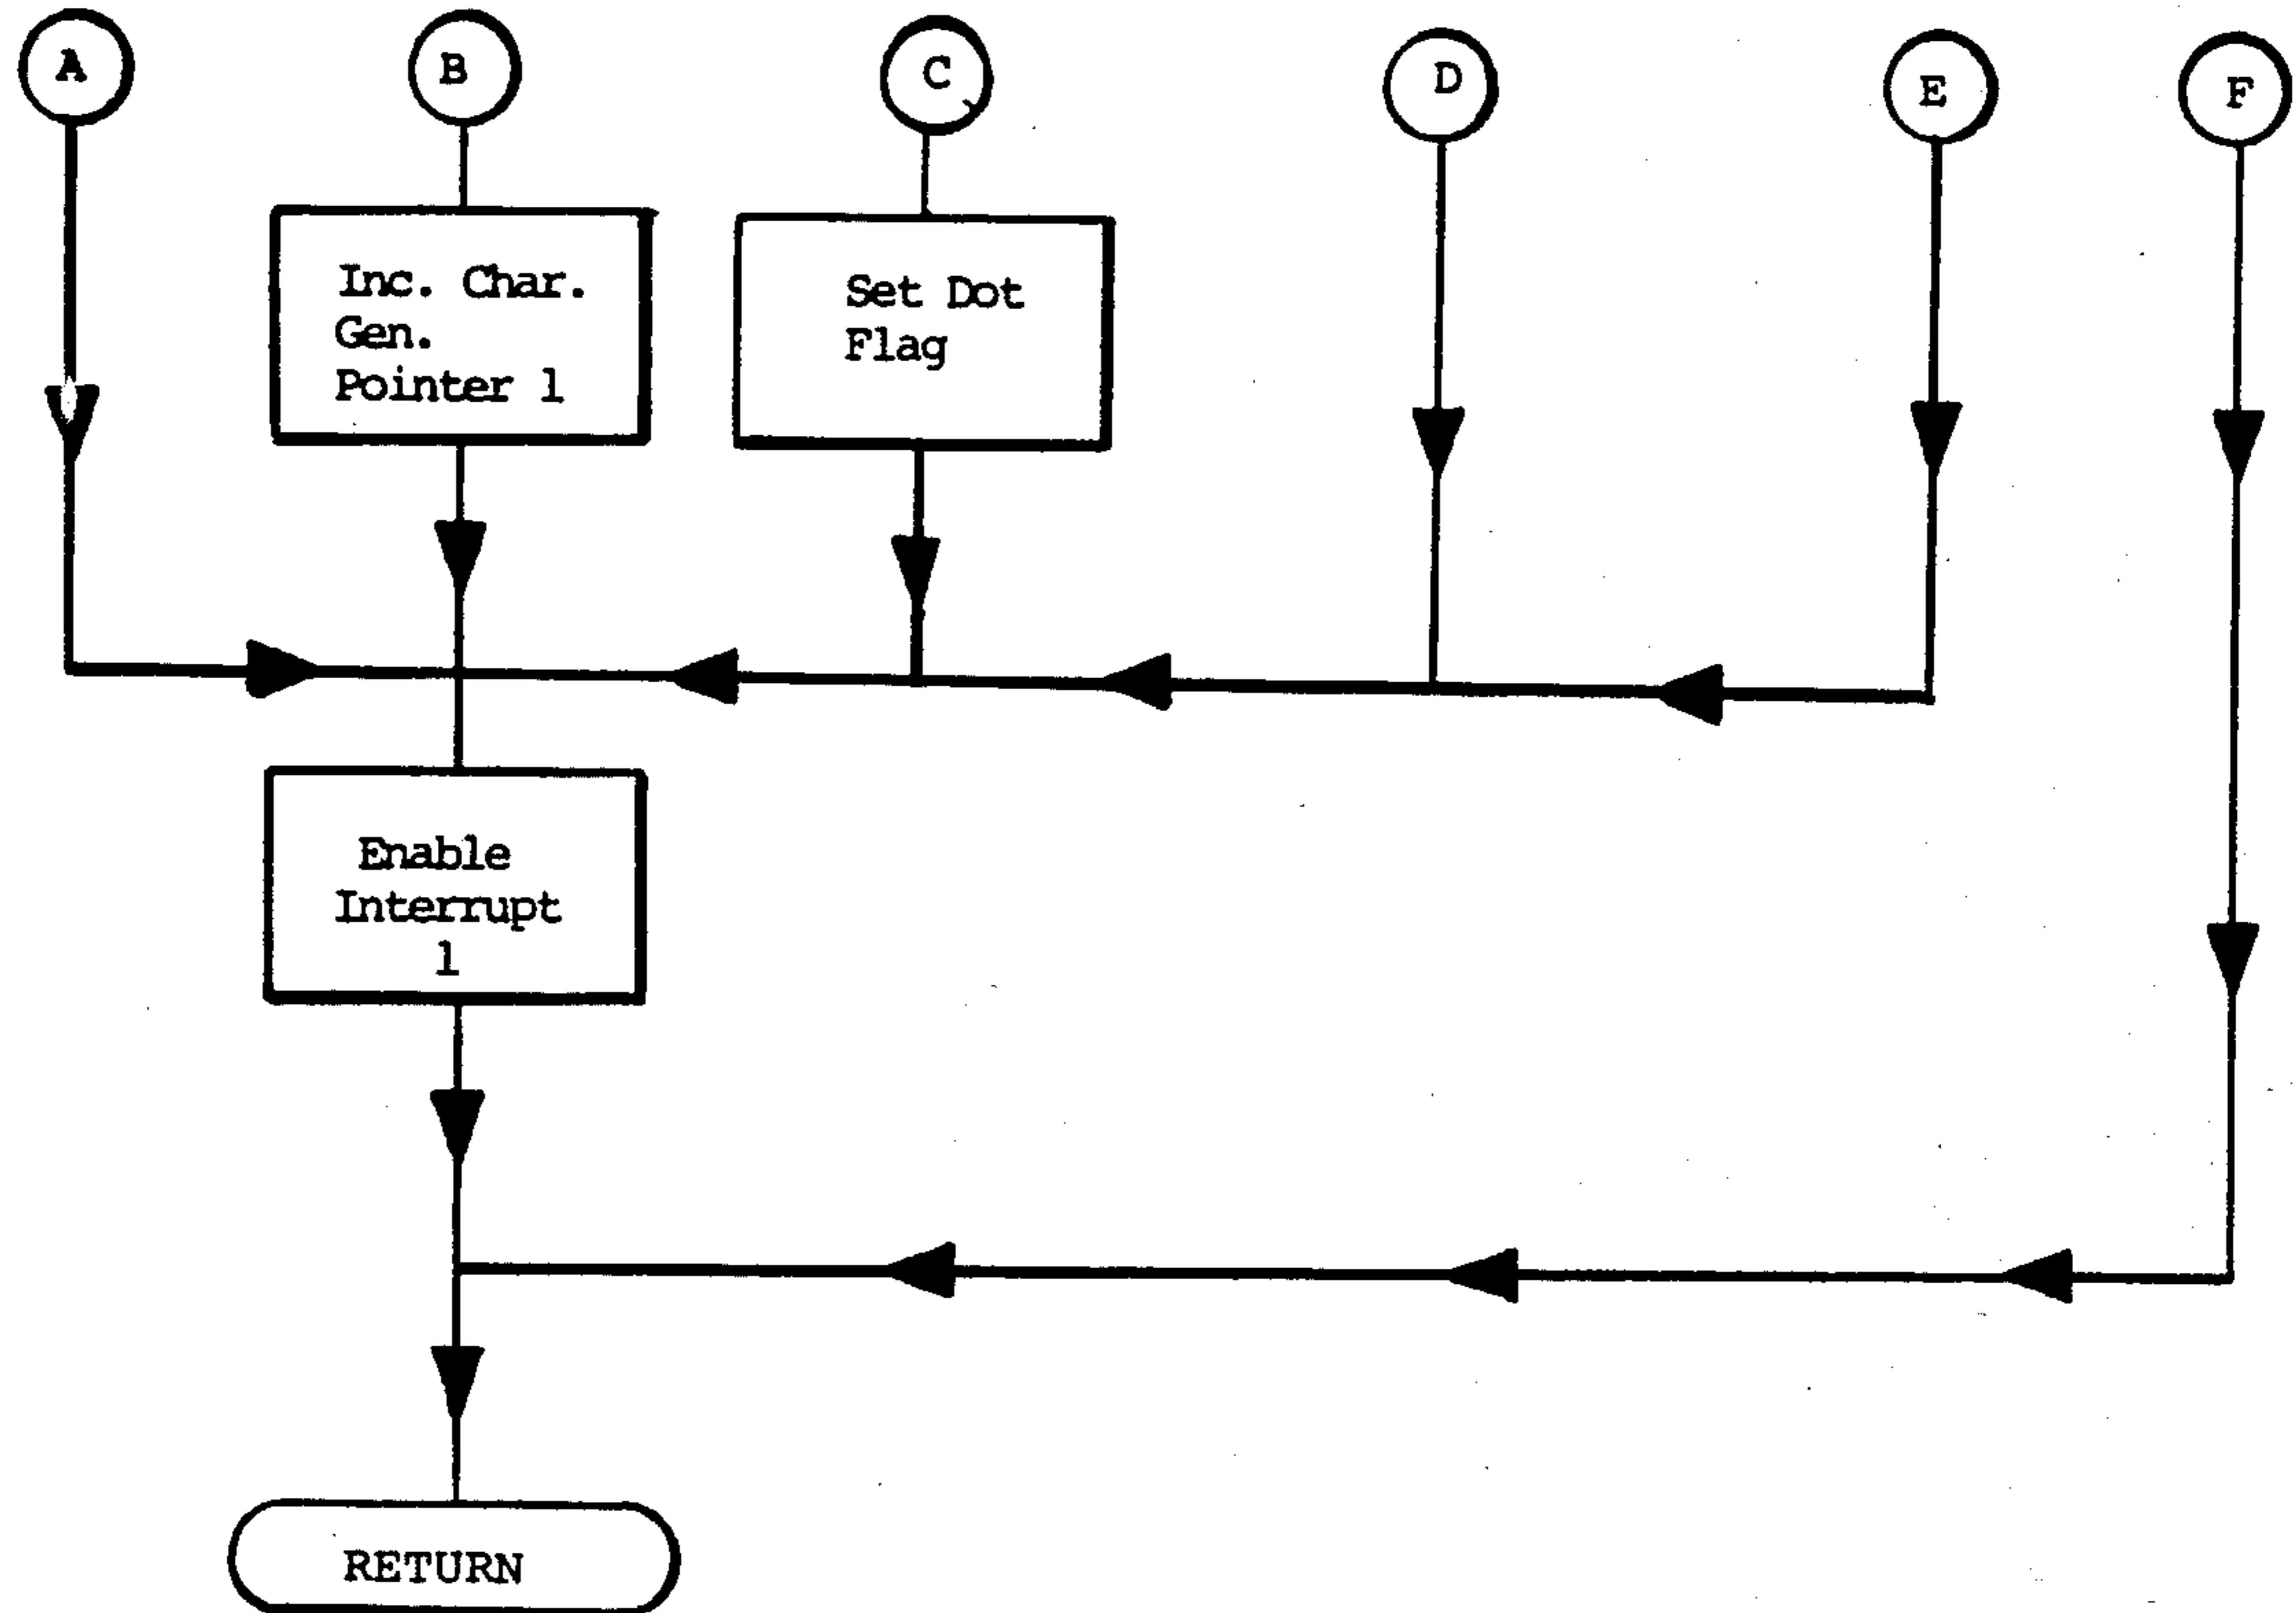 A
B
C
D
E
F
Inc. Char.
Gen.
Pointer 1
Set Dot
Flag
Enable
Interrupt
1
RETURN